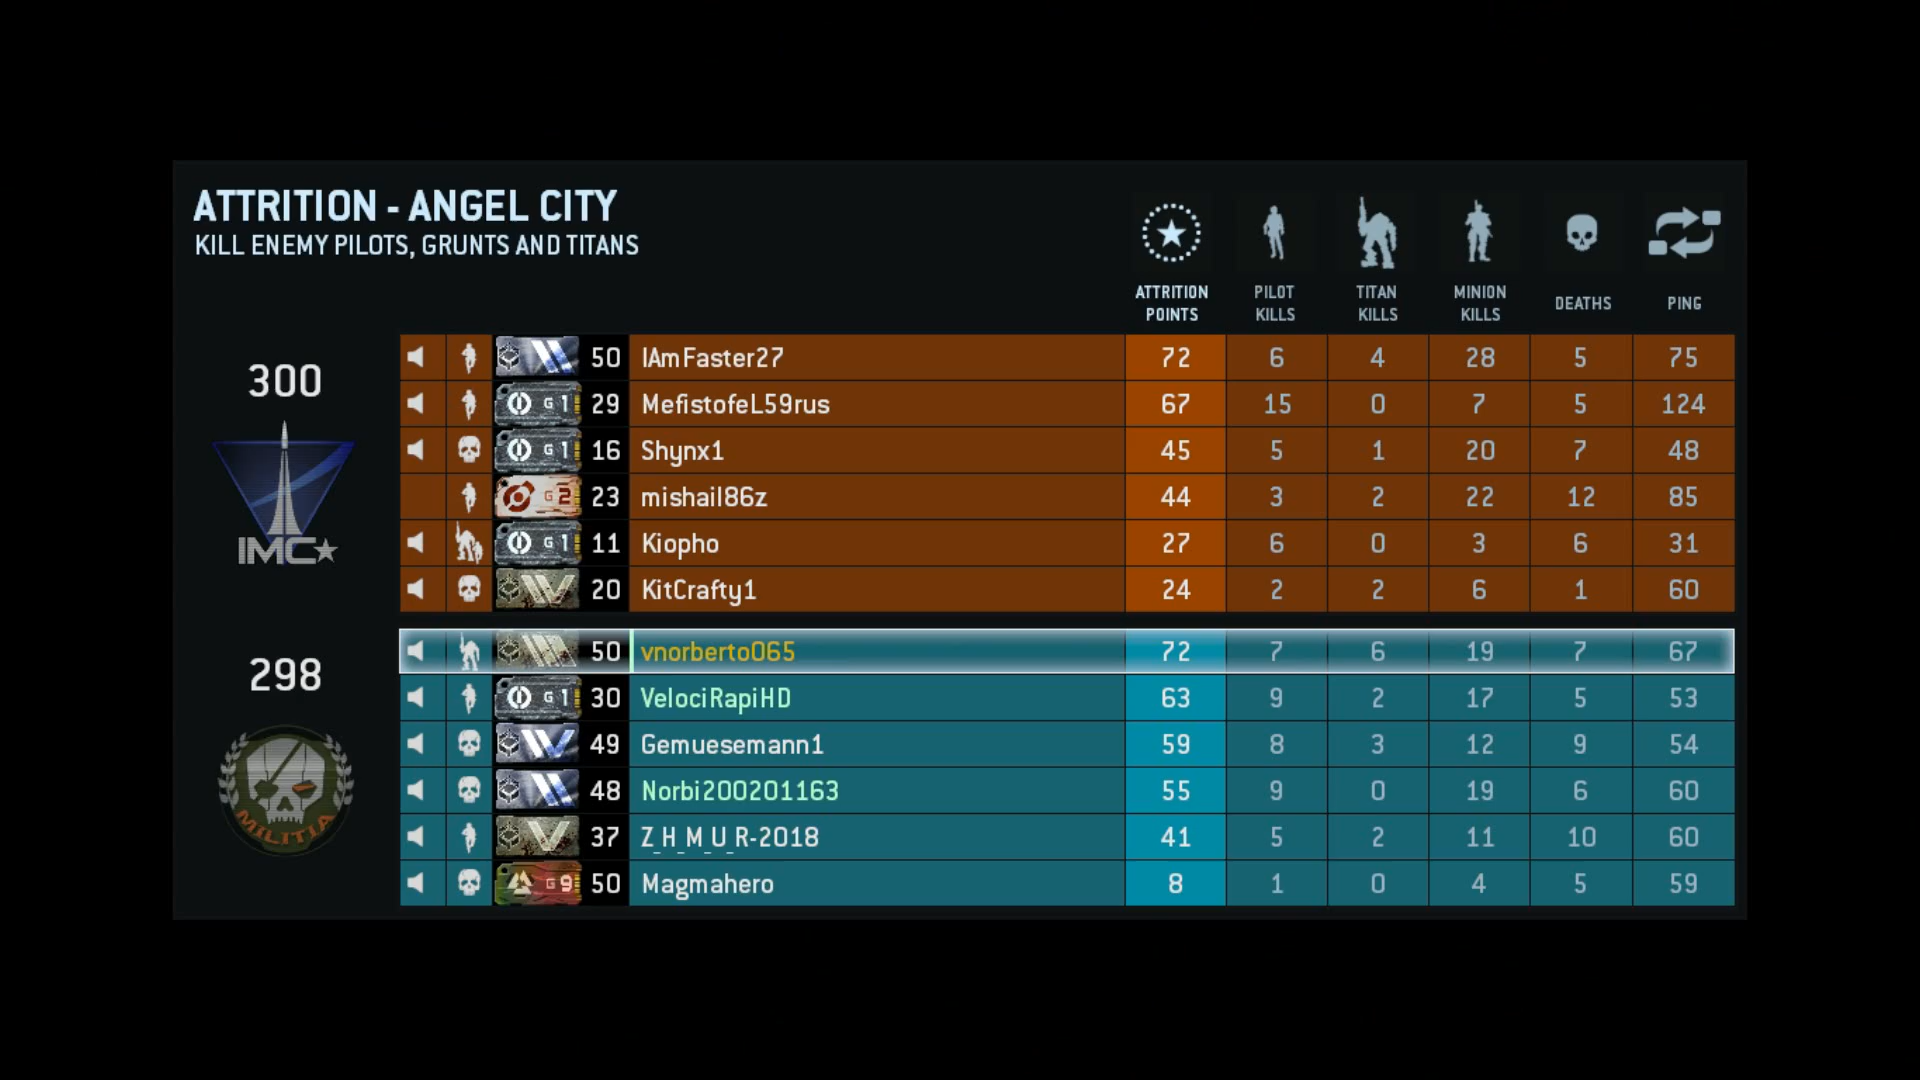 ATTRITION - ANGEL CITY
KILL ENEMY PILOTS, GRUNTS AND TITANS
ATTRITION POINTS PILOT KILLS TITAN KILLS MINION KILLS DEATHS PING
300
IMC
50 IAmFaster27 72 6 4 28 5 75
G1 29 MefistofeL59rus 67 15 0 7 5 124
G1 16 Shynx1 45 5 1 20 7 48
G2 23 mishail86z 44 3 2 22 12 85
G1 11 Kiopho 27 6 0 3 6 31
20 KitCrafty1 24 2 2 6 1 60
298
MILITIA
50 vnorberto065 72 7 6 19 7 67
G1 30 VelociRapiHD 63 9 2 17 5 53
49 Gemuesemann1 59 8 3 12 9 54
48 Norbi200201163 55 9 0 19 6 60
37 Z_H_M_U_R-2018 41 5 2 11 10 60
G9 50 Magmahero 8 1 0 4 5 59